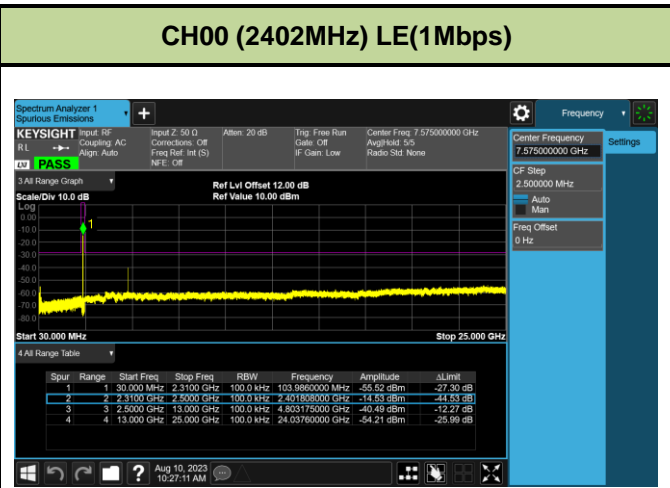 CH00 (2402MHz) LE(1Mbps)
Spectrum Analyzer 1
Spurious Emissions
+
Frequency
KEYSIGHT
RL
LXI
PASS
Input: RF
Coupling: AC
Align: Auto
Input Z: 50 Ω
Corrections: Off
Freq Ref: Int (S)
NFE: Off
Atten: 20 dB
Trig: Free Run
Gate: Off
IF Gain: Low
Center Freq: 7.575000000 GHz
Avg|Hold: 5/5
Radio Std: None
Center Frequency
7.575000000 GHz
Settings
CF Step
2.500000 MHz
Auto
Man
Freq Offset
0 Hz
3 All Range Graph
Scale/Div 10.0 dB
Ref Lvl Offset 12.00 dB
Ref Value 10.00 dBm
Log
0.00
-10.0
-20.0
-30.0
-40.0
-50.0
-60.0
-70.0
-80.0
1
Start 30.000 MHz
Stop 25.000 GHz
4 All Range Table
Spur Range Start Freq Stop Freq RBW Frequency Amplitude ΔLimit
1 1 30.000 MHz 2.3100 GHz 100.0 kHz 103.9860000 MHz -55.52 dBm -27.30 dB
2 2 2.3100 GHz 2.5000 GHz 100.0 kHz 2.401808000 GHz -14.53 dBm -44.53 dB
3 3 2.5000 GHz 13.000 GHz 100.0 kHz 4.803175000 GHz -40.49 dBm -12.27 dB
4 4 13.000 GHz 25.000 GHz 100.0 kHz 24.03760000 GHz -54.21 dBm -25.99 dB
?
Aug 10, 2023
10:27:11 AM